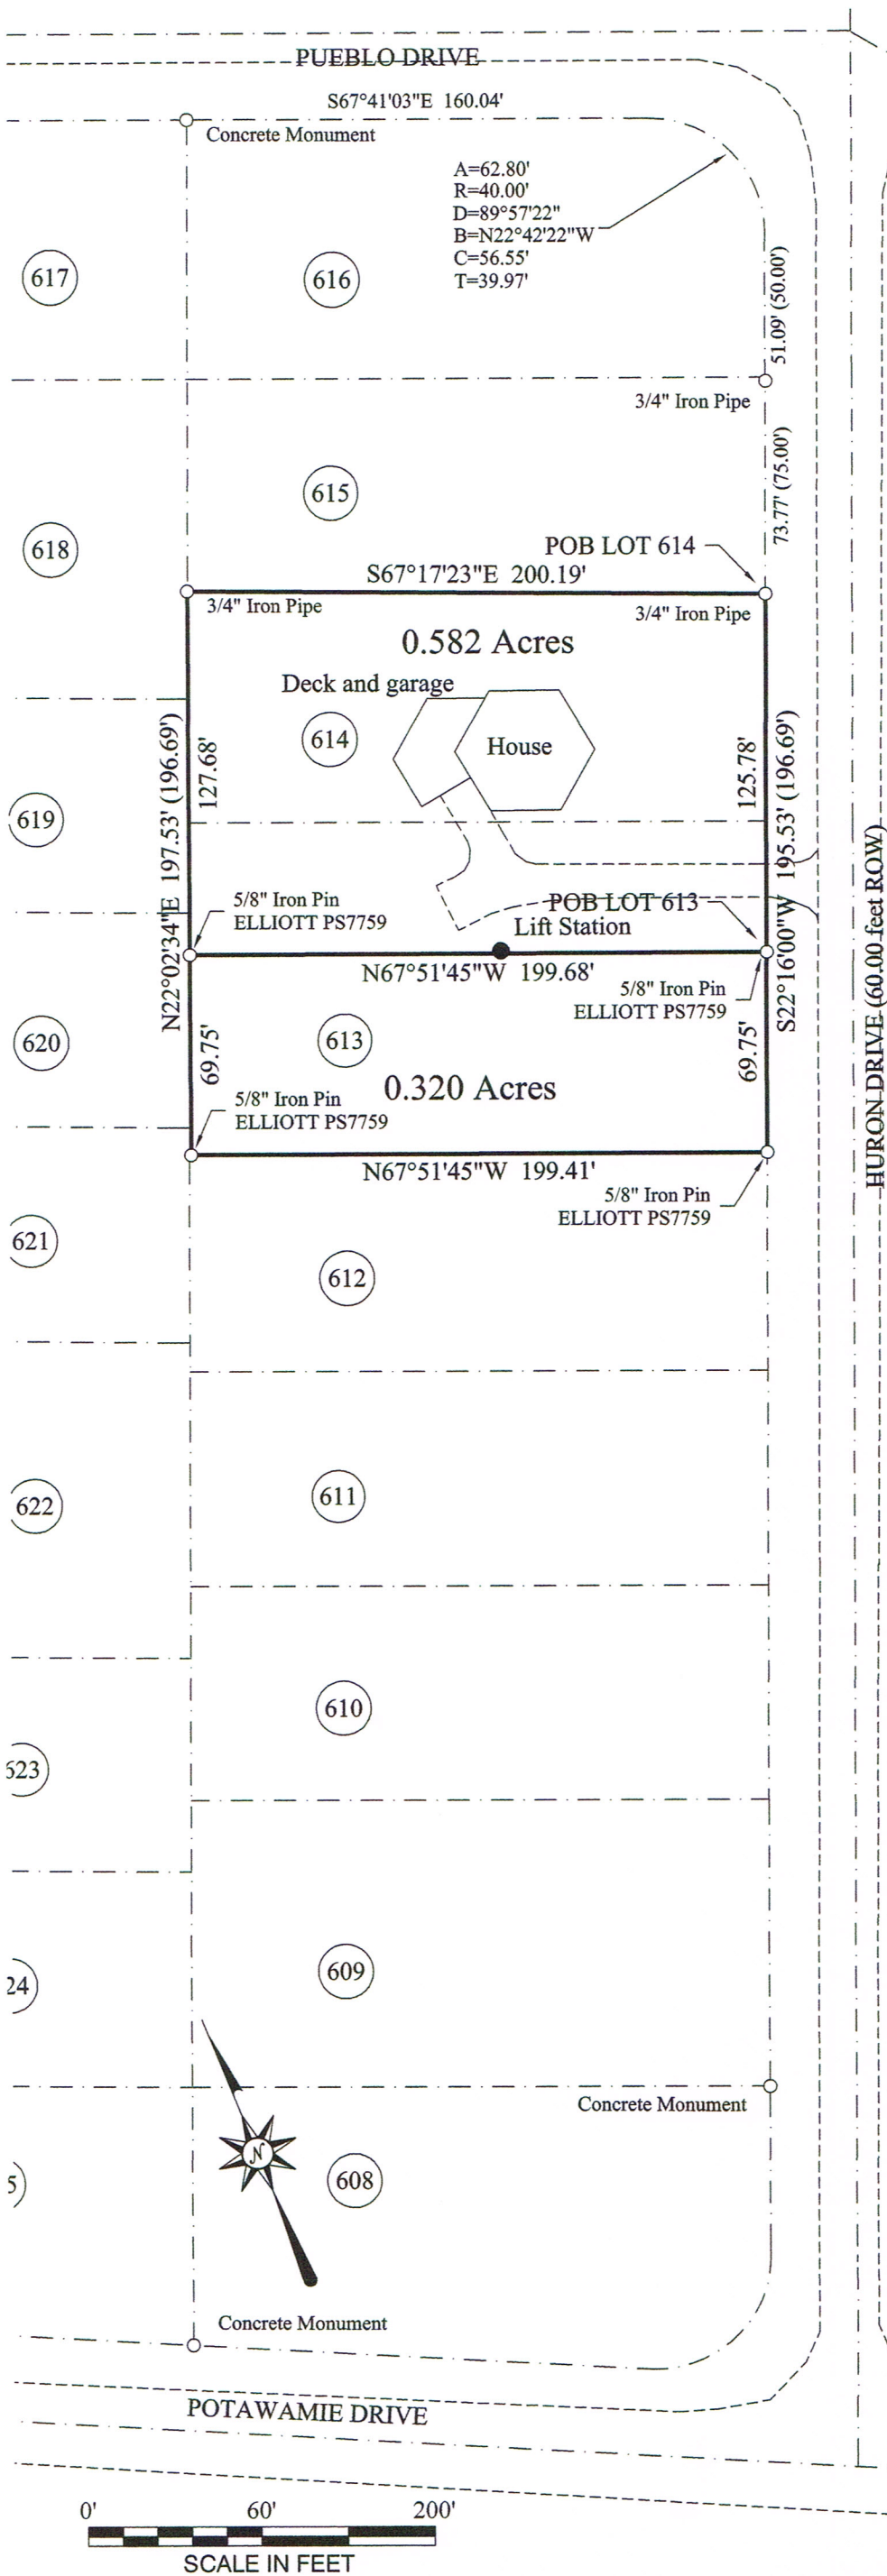 PUEBLO DRIVE
S67°41'03"E 160.04'
Concrete Monument
A=62.80'
R=40.00'
D=89°57'22"
B=N22°42'22"W
C=56.55'
T=39.97'
617
616
51.09' (50.00')
3/4" Iron Pipe
73.77' (75.00')
615
618
POB LOT 614
S67°17'23"E 200.19'
3/4" Iron Pipe
3/4" Iron Pipe
0.582 Acres
Deck and garage
614
House
N22°02'34"E 197.53' (196.69')
127.68'
125.78'
S22°16'00"W 195.53' (196.69')
HURON DRIVE (60.00 feet ROW)
619
5/8" Iron Pin
ELLIOTT PS7759
POB LOT 613
Lift Station
N67°51'45"W 199.68'
5/8" Iron Pin
ELLIOTT PS7759
620
613
69.75'
69.75'
0.320 Acres
5/8" Iron Pin
ELLIOTT PS7759
N67°51'45"W 199.41'
5/8" Iron Pin
ELLIOTT PS7759
621
612
622
611
610
623
609
24
Concrete Monument
N
608
5
Concrete Monument
POTAWAMIE DRIVE
0' 60' 200'
SCALE IN FEET